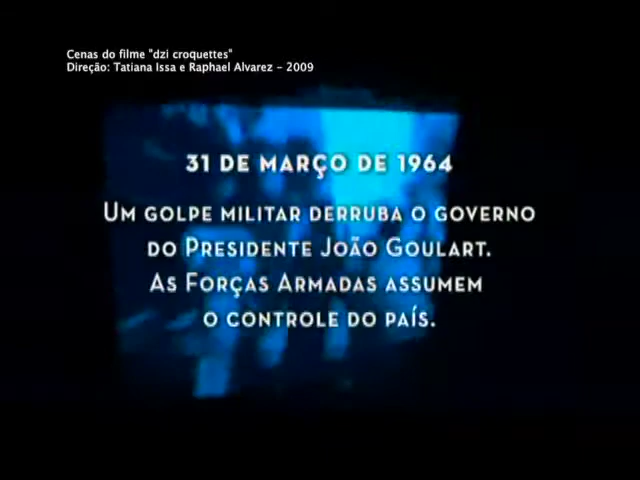 Cenas do filme "dzi croquettes"
Direção: Tatiana Issa e Raphael Alvarez - 2009
31 DE MARÇO DE 1964
UM GOLPE MILITAR DERRUBA O GOVERNO
DO PRESIDENTE JOÃO GOULART.
AS FORÇAS ARMADAS ASSUMEM
O CONTROLE DO PAÍS.